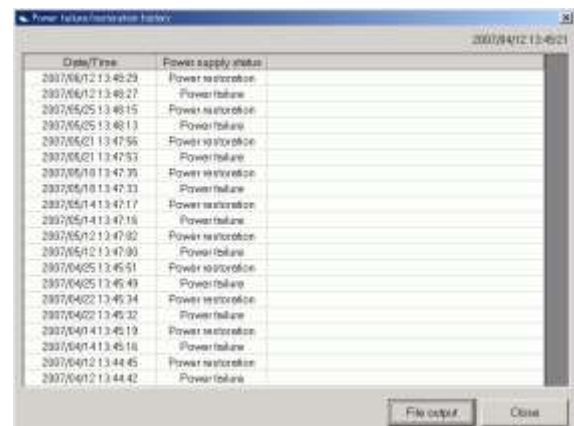 Power failure/restoration history
2007/04/12 13:49:21
Date/Time Power supply status
2007/06/12 13:48:29 Power restoration
2007/06/12 13:48:27 Power failure
2007/05/25 13:48:15 Power restoration
2007/05/25 13:48:13 Power failure
2007/05/21 13:47:56 Power restoration
2007/05/21 13:47:53 Power failure
2007/05/18 13:47:35 Power restoration
2007/05/18 13:47:33 Power failure
2007/05/14 13:47:17 Power restoration
2007/05/14 13:47:16 Power failure
2007/05/12 13:47:02 Power restoration
2007/05/12 13:47:00 Power failure
2007/04/25 13:45:51 Power restoration
2007/04/25 13:45:49 Power failure
2007/04/22 13:45:34 Power restoration
2007/04/22 13:45:32 Power failure
2007/04/14 13:45:19 Power restoration
2007/04/14 13:45:16 Power failure
2007/04/12 13:44:45 Power restoration
2007/04/12 13:44:42 Power failure
File output Close